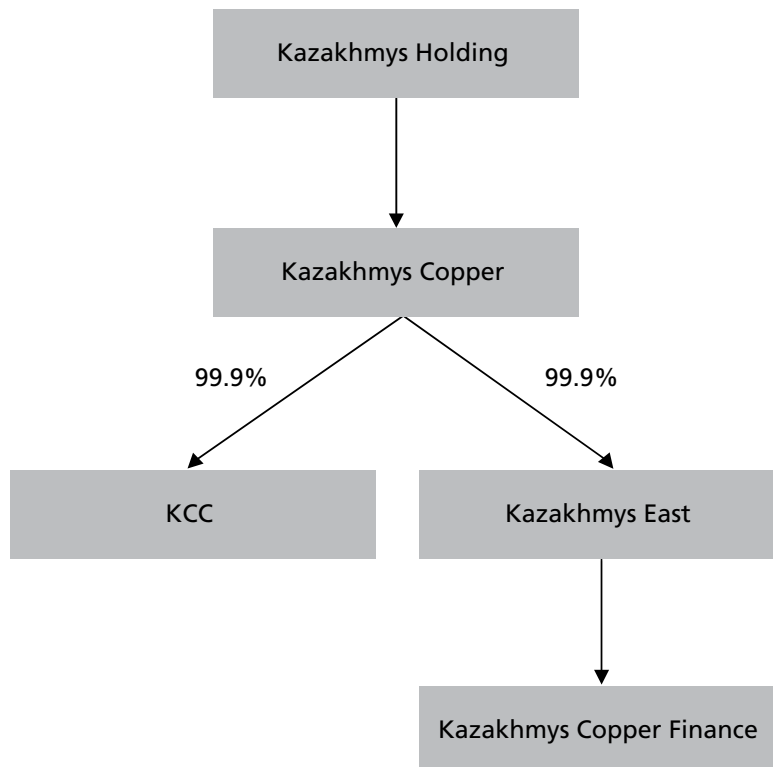 Kazakhmys Holding
Kazakhmys Copper
99.9%
99.9%
KCC
Kazakhmys East
Kazakhmys Copper Finance